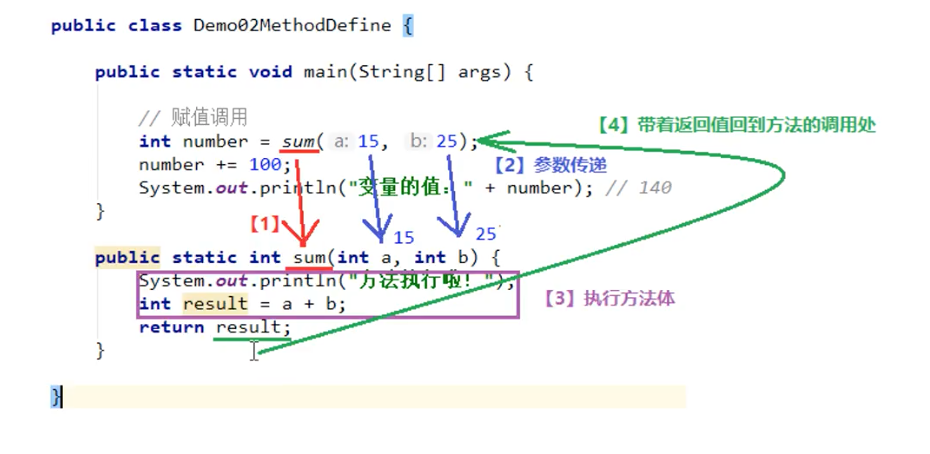 public class Demo02MethodDefine {
public static void main(String[] args) {
// 赋值调用
int number = sum( a: 15, b: 25);
【4】带着返回值回到方法的调用处
number += 100;
【2】参数传递
System.out.println("变量的值：" + number); // 140
}
【1】
15
25
public static int sum(int a, int b) {
System.out.println("方法执行啦！");
int result = a + b;
【3】执行方法体
return result;
}
}